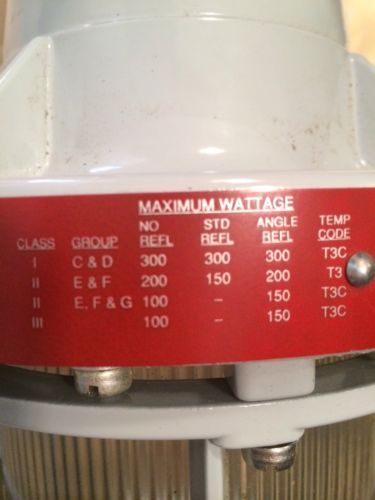 MAXIMUM WATTAGE
NO STD ANGLE TEMP
CLASS GROUP REFL REFL REFL CODE
I C & D 300 300 300 T3C
II E & F 200 150 200 T3
II E, F & G 100 – 150 T3C
III 100 – 150 T3C